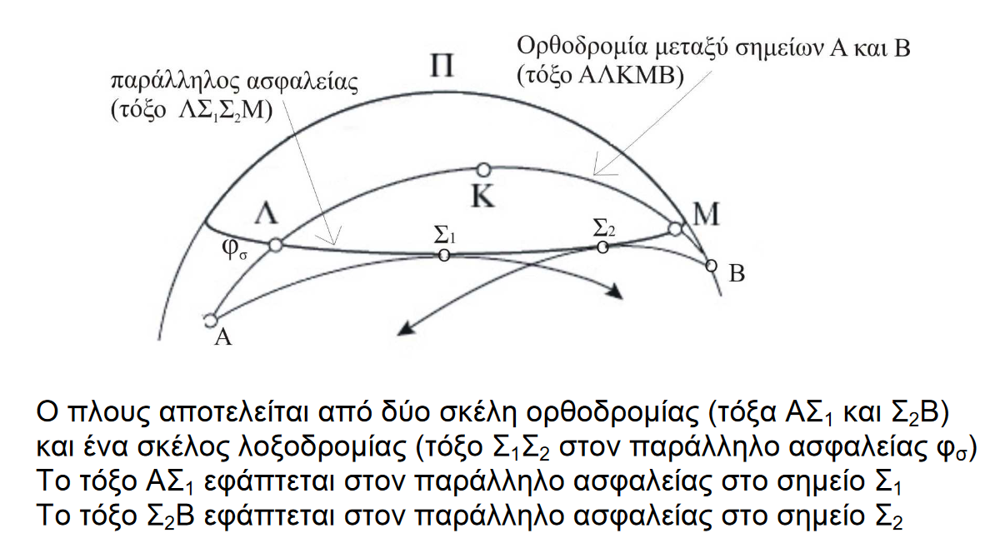 Π
Ορθοδρομία μεταξύ σημείων Α και Β
(τόξο ΑΛΚΜΒ)
παράλληλος ασφαλείας
(τόξο ΛΣ₁Σ₂Μ)
Κ
Λ
Μ
Σ₁
Σ₂
φσ
Β
Α
Ο πλους αποτελείται από δύο σκέλη ορθοδρομίας (τόξα ΑΣ₁ και Σ₂Β)
και ένα σκέλος λοξοδρομίας (τόξο Σ₁Σ₂ στον παράλληλο ασφαλείας φσ)
Το τόξο ΑΣ₁ εφάπτεται στον παράλληλο ασφαλείας στο σημείο Σ₁
Το τόξο Σ₂Β εφάπτεται στον παράλληλο ασφαλείας στο σημείο Σ₂